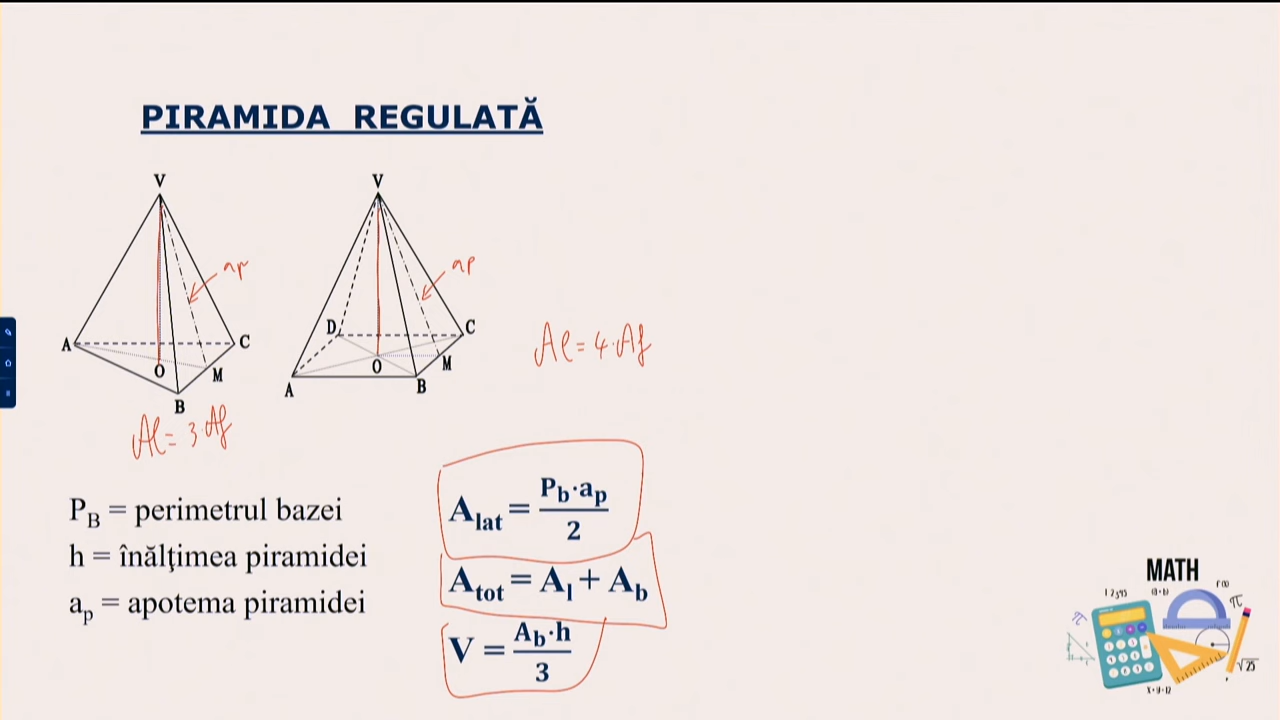 PIRAMIDA REGULATĂ
V
V
ap
ap
A
C
O
M
B
D
C
O
M
A
B
Al = 4·Af
Al = 3·Af
P_B = perimetrul bazei
h = înălţimea piramidei
a_p = apotema piramidei
A_lat = P_b·a_p / 2
A_tot = A_l + A_b
V = A_b·h / 3
MATH
π
√25